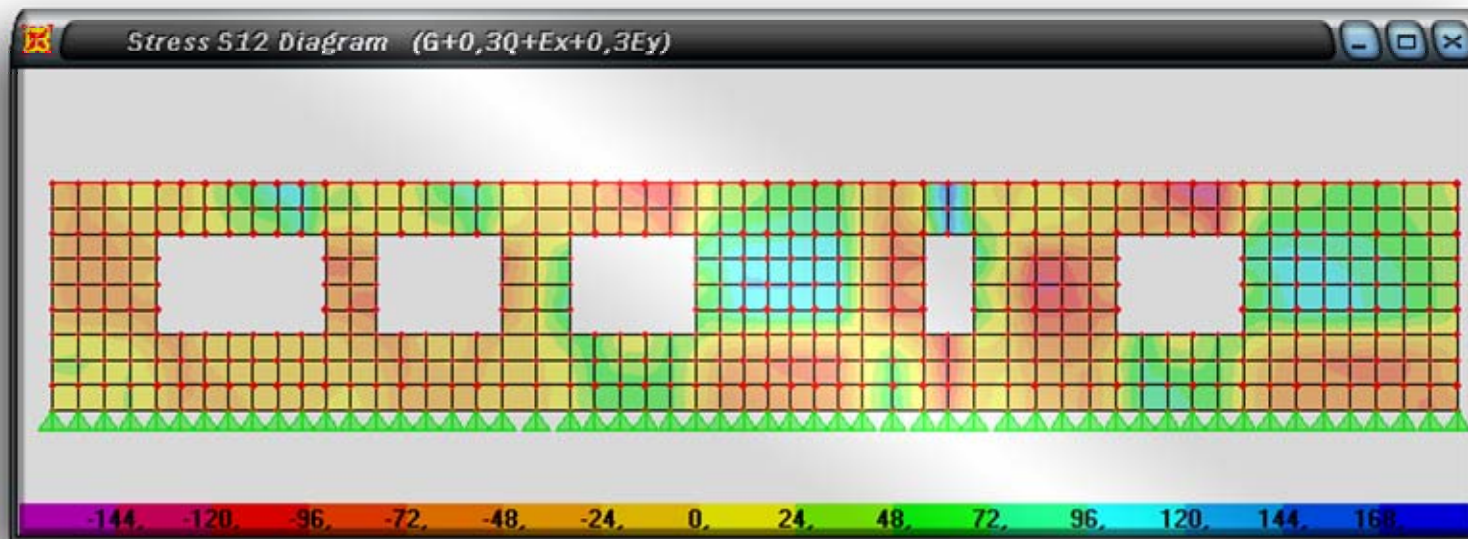 Stress S12 Diagram (G+0,3Q+Ex+0,3Ey)
-144, -120, -96, -72, -48, -24, 0, 24, 48, 72, 96, 120, 144, 168,